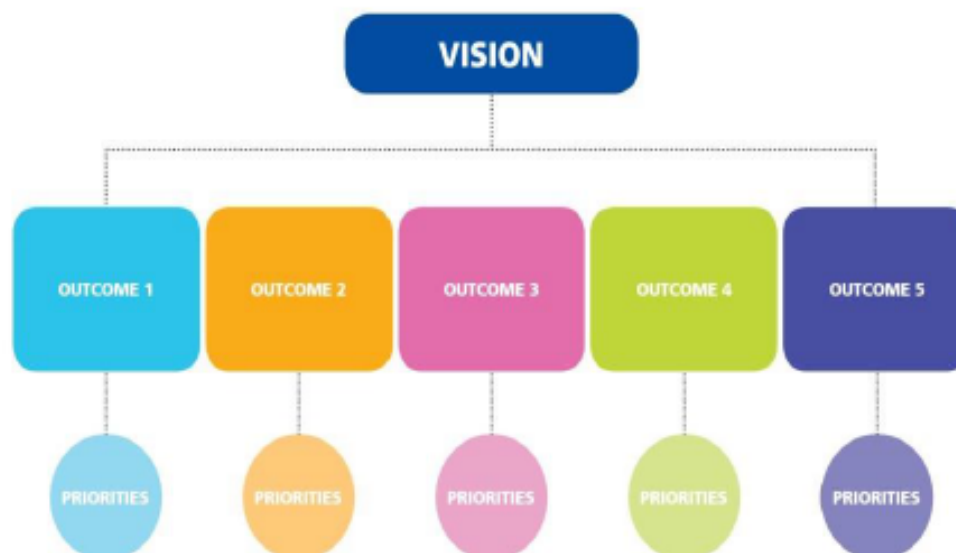 VISION
OUTCOME 1
OUTCOME 2
OUTCOME 3
OUTCOME 4
OUTCOME 5
PRIORITIES
PRIORITIES
PRIORITIES
PRIORITIES
PRIORITIES